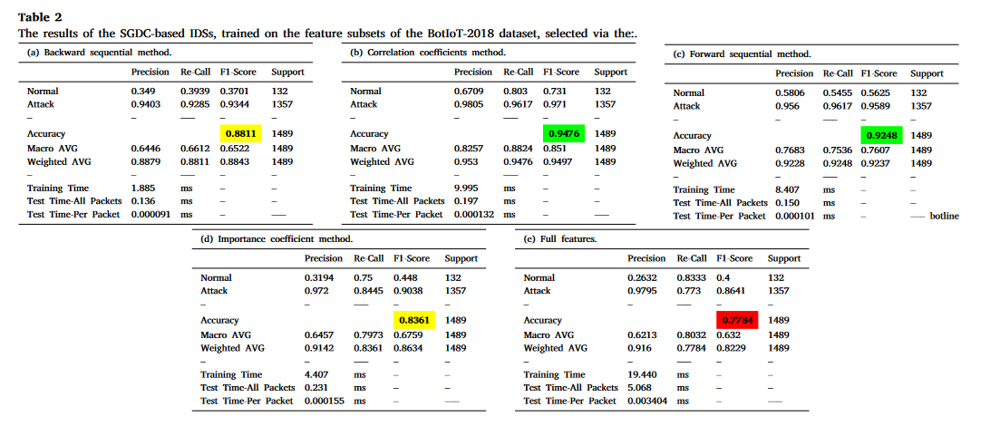 Table 2
The results of the SGDC-based IDSs, trained on the feature subsets of the BotIoT-2018 dataset, selected via the:.
(a) Backward sequential method.
Precision Re-Call F1-Score Support
Normal 0.349 0.3939 0.3701 132
Attack 0.9403 0.9285 0.9344 1357
– – — –
Accuracy 0.8811 1489
Macro AVG 0.6446 0.6612 0.6522 1489
Weighted AVG 0.8879 0.8811 0.8843 1489
– – — – –
Training Time 1.885 ms – –
Test Time-All Packets 0.136 ms – –
Test Time-Per Packet 0.000091 ms – —
(b) Correlation coefficients method.
Precision Re-Call F1-Score Support
Normal 0.6709 0.803 0.731 132
Attack 0.9805 0.9617 0.971 1357
– – — –
Accuracy 0.9476 1489
Macro AVG 0.8257 0.8824 0.851 1489
Weighted AVG 0.953 0.9476 0.9497 1489
– – — – –
Training Time 9.995 ms – –
Test Time-All Packets 0.197 ms – –
Test Time-Per Packet 0.000132 ms – —
(c) Forward sequential method.
Precision Re-Call F1-Score Support
Normal 0.5806 0.5455 0.5625 132
Attack 0.956 0.9617 0.9589 1357
– – — –
Accuracy 0.9248 1489
Macro AVG 0.7683 0.7536 0.7607 1489
Weighted AVG 0.9228 0.9248 0.9237 1489
– – — – –
Training Time 8.407 ms – –
Test Time-All Packets 0.150 ms – –
Test Time-Per Packet 0.000101 ms – — botline
(d) Importance coefficient method.
Precision Re-Call F1-Score Support
Normal 0.3194 0.75 0.448 132
Attack 0.972 0.8445 0.9038 1357
– – — –
Accuracy 0.8361 1489
Macro AVG 0.6457 0.7973 0.6759 1489
Weighted AVG 0.9142 0.8361 0.8634 1489
– – — – –
Training Time 4.407 ms – –
Test Time-All Packets 0.231 ms – –
Test Time-Per Packet 0.000155 ms – —
(e) Full features.
Precision Re-Call F1-Score Support
Normal 0.2632 0.8333 0.4 132
Attack 0.9795 0.773 0.8641 1357
– – — –
Accuracy 0.7784 1489
Macro AVG 0.6213 0.8032 0.632 1489
Weighted AVG 0.916 0.7784 0.8229 1489
– – — – –
Training Time 19.440 ms – –
Test Time-All Packets 5.068 ms – –
Test Time-Per Packet 0.003404 ms – —